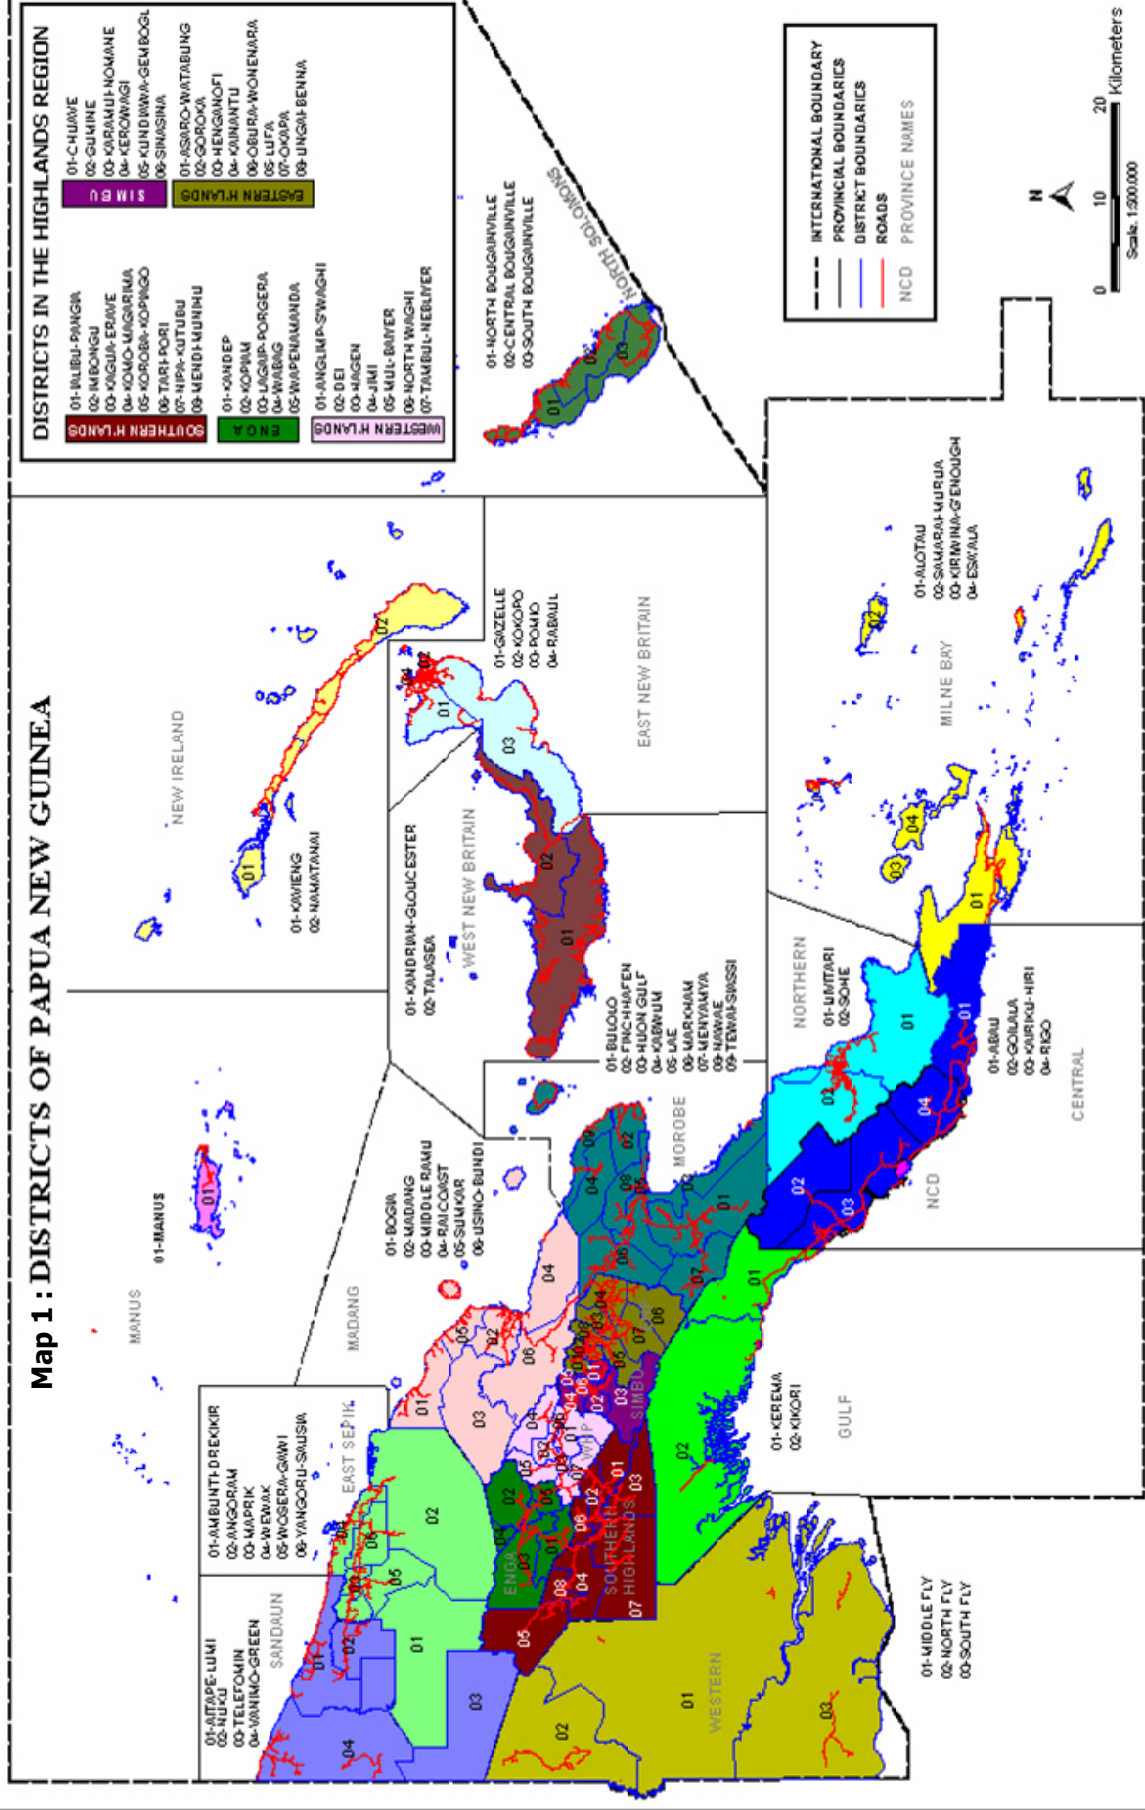 Map 1 : DISTRICTS OF PAPUA NEW GUINEA
MANUS
01-MANUS
NEW IRELAND
01-KAVIENG
02-NAMATANAI
DISTRICTS IN THE HIGHLANDS REGION
SOUTHERN H'LANDS
01-IALIBU-PANGIA
02-IMBONGU
03-KAGUA-ERAVE
04-KOMO-MAGARIMA
05-KOROBA-KOPIAGO
06-TARI-PORI
07-NIPA-KUTUBU
08-MENDI-MUNIHU
ENGA
01-KANDEP
02-KOPIAM
03-LAGAIP-PORGERA
04-WABAG
05-WAPENAMANDA
WESTERN H'LANDS
01-ANGLIMP-S'WAGHI
02-DEI
03-HAGEN
04-JIMI
05-MUL-BAIYER
06-NORTH WAGHI
07-TAMBUL-NEBILYER
SIMBU
01-CHUAVE
02-GUMINE
03-KARAMUI-NOMANE
04-KEROWAGI
05-KUNDIAWA-GEMBOGL
06-SINASINA
EASTERN H'LANDS
01-ASARO-WATABUNG
02-GOROKA
03-HENGANOFI
04-KAINANTU
06-OBURA-WONENARA
05-LUFA
07-OKAPA
08-UNGAI-BENNA
SANDAUN
01-AITAPE-LUMI
02-NUKU
03-TELEFOMIN
04-VANIMO-GREEN
EAST SEPIK
01-AMBUNTI-DREKIKIR
02-ANGORAM
03-MAPRIK
04-WEWAK
05-WOSERA-GAWI
06-YANGORU-SAUSIA
MADANG
01-BOGIA
02-MADANG
03-MIDDLE RAMU
04-RAI COAST
05-SUMKAR
06-USINO-BUNDI
WEST NEW BRITAIN
01-KANDRIAN-GLOUCESTER
02-TALASEA
EAST NEW BRITAIN
01-GAZELLE
02-KOKOPO
03-POMIO
04-RABAUL
NORTH SOLOMONS
01-NORTH BOUGAINVILLE
02-CENTRAL BOUGAINVILLE
03-SOUTH BOUGAINVILLE
MOROBE
01-BULOLO
02-FINCHHAFEN
03-HUON GULF
04-KABWUM
05-LAE
06-MARKHAM
07-MENYAMYA
08-NAWAE
09-TEWAI-SIASSI
ENGA
SOUTHERN
HIGHLANDS
WHP
SIMBU
WESTERN
01-MIDDLE FLY
02-NORTH FLY
03-SOUTH FLY
GULF
01-KEREMA
02-KIKORI
NCD
CENTRAL
01-ABAU
02-GOILALA
03-KAIRIKU-HIRI
04-RIGO
NORTHERN
01-IJIVITARI
02-SOHE
MILNE BAY
01-ALOTAU
02-SAMARAI-MURUA
03-KIRIWINA-G'ENOUGH
04-ESA'ALA
INTERNATIONAL BOUNDARY
PROVINCIAL BOUNDARIES
DISTRICT BOUNDARIES
ROADS
NCD PROVINCE NAMES
N
0 10 20 Kilometers